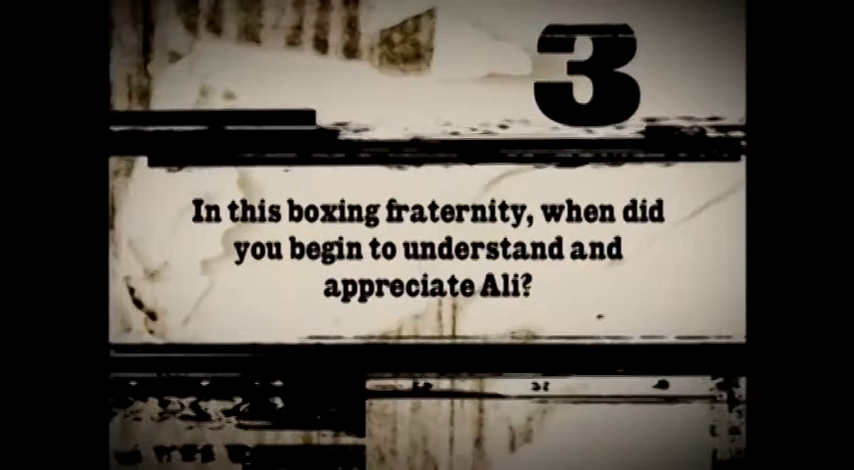 3
In this boxing fraternity, when did
you begin to understand and
appreciate Ali?